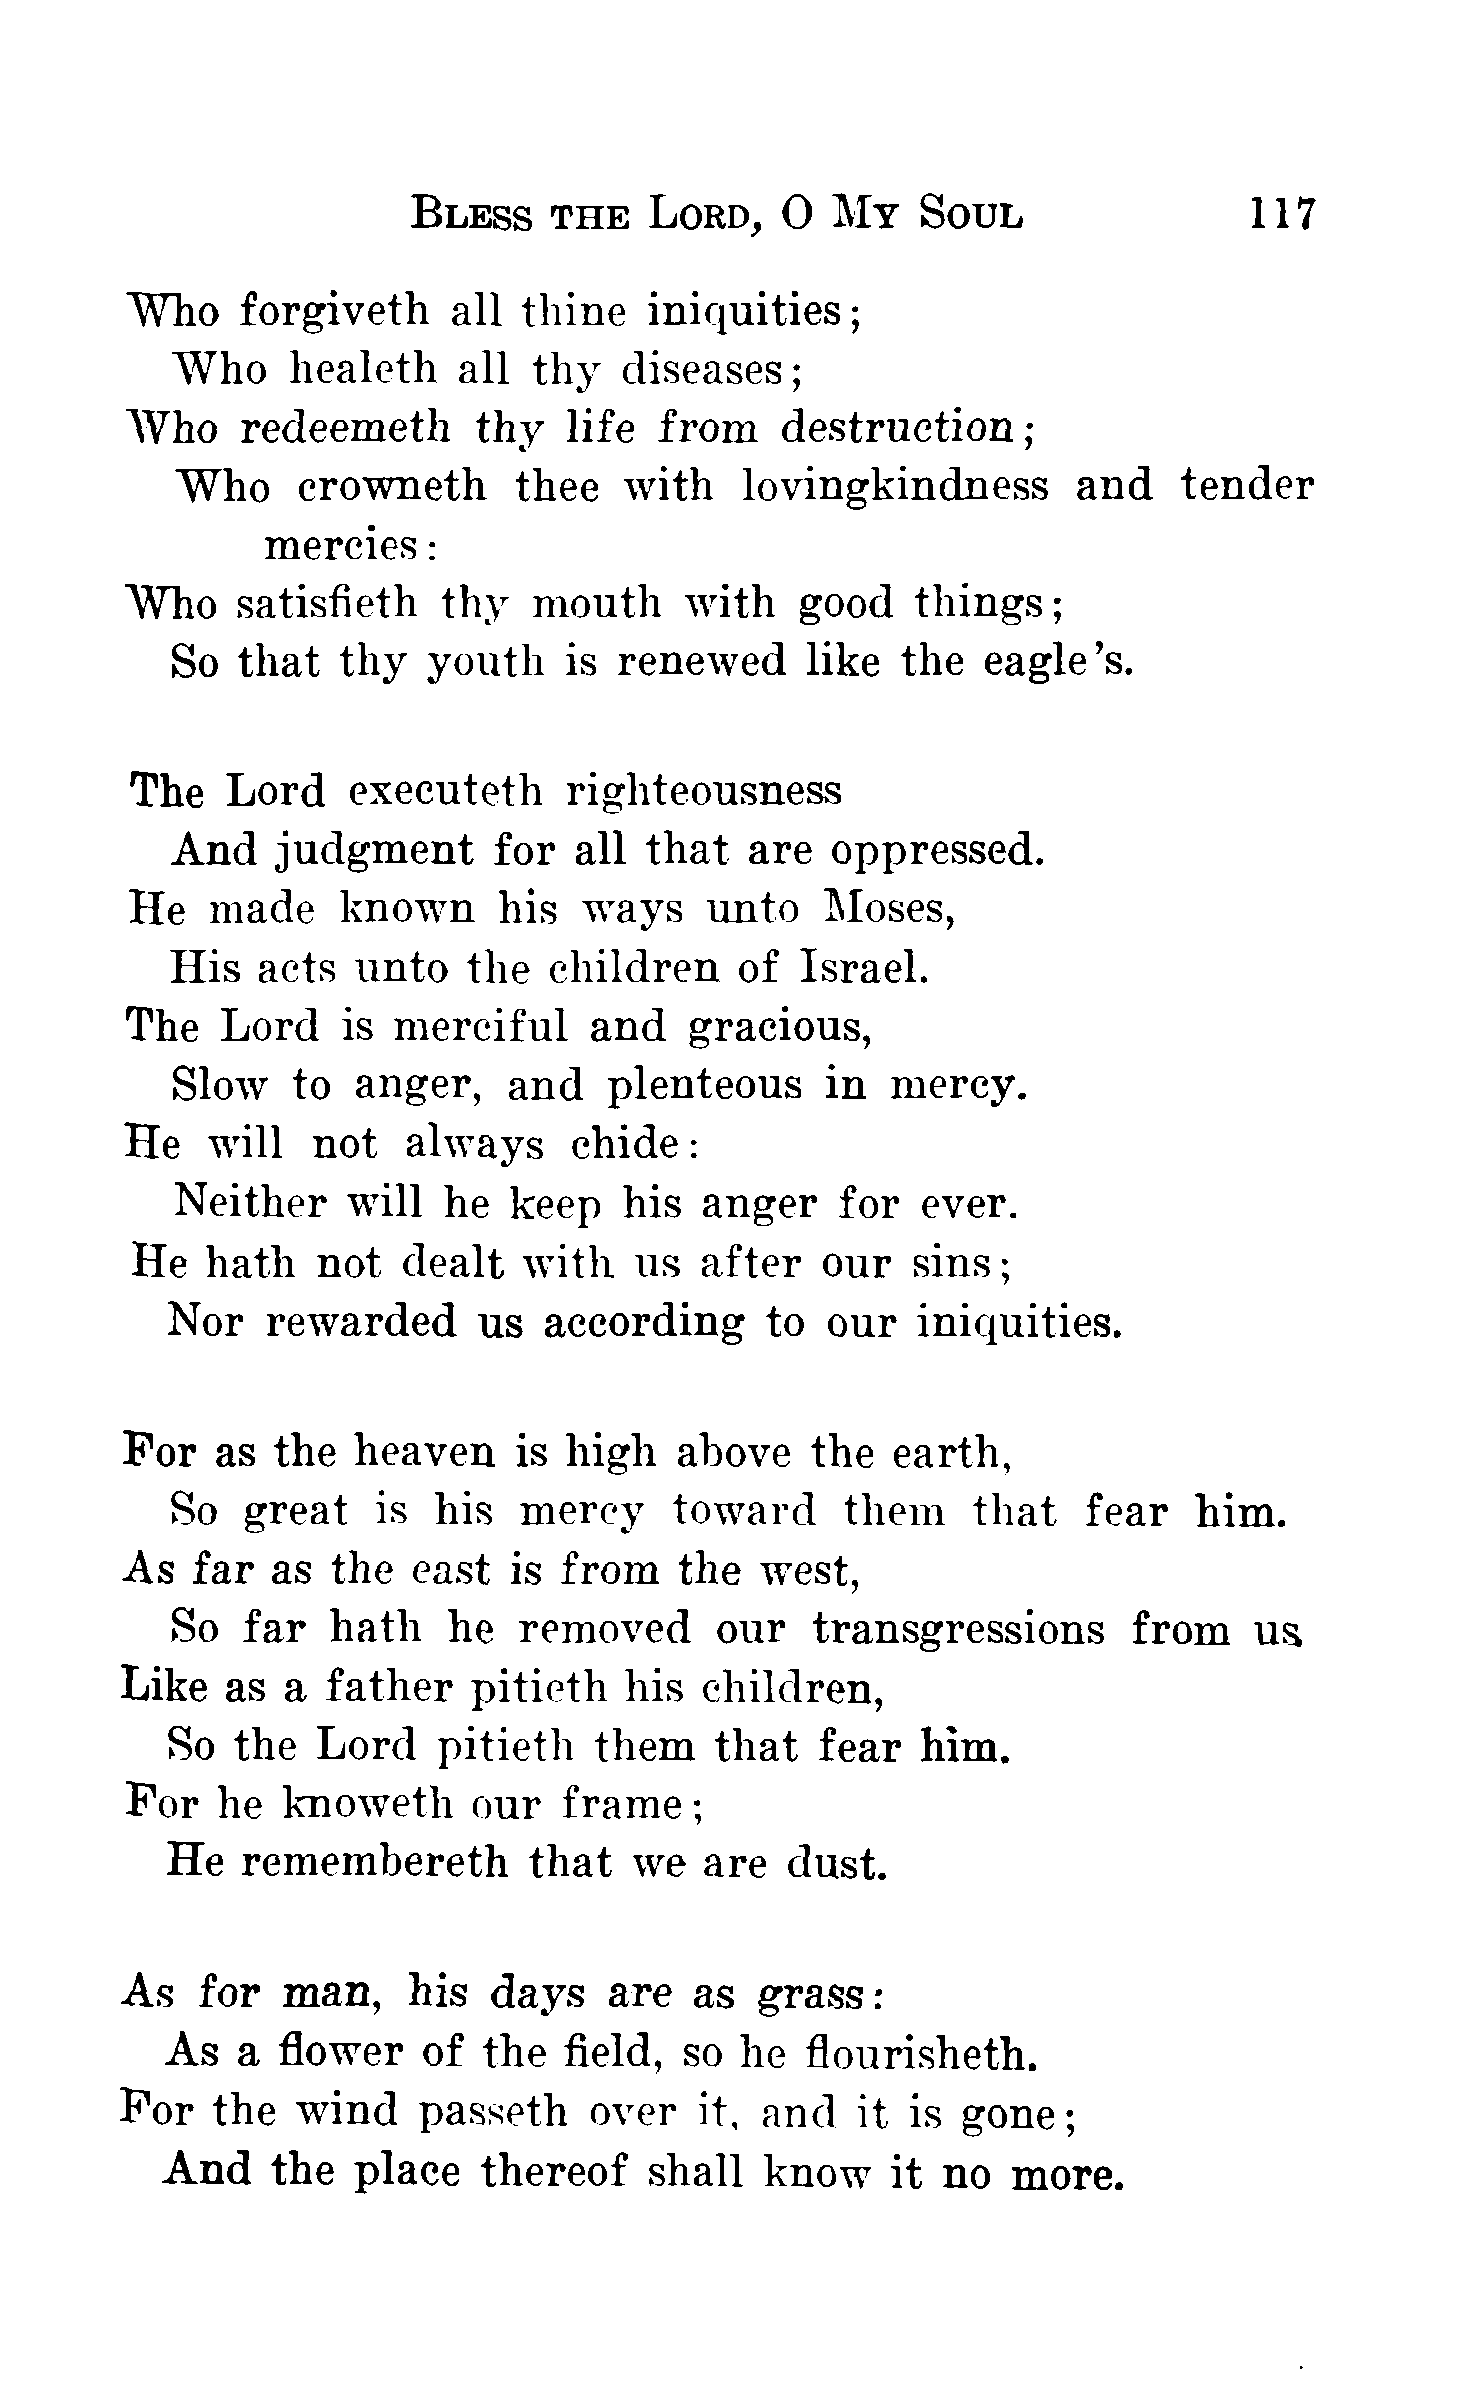 Bless the Lord, O My Soul 117
Who forgiveth all thine iniquities;
Who healeth all thy diseases;
Who redeemeth thy life from destruction;
Who crowneth thee with lovingkindness and tender
mercies:
Who satisfieth thy mouth with good things;
So that thy youth is renewed like the eagle's.
The Lord executeth righteousness
And judgment for all that are oppressed.
He made known his ways unto Moses,
His acts unto the children of Israel.
The Lord is merciful and gracious,
Slow to anger, and plenteous in mercy.
He will not always chide:
Neither will he keep his anger for ever.
He hath not dealt with us after our sins;
Nor rewarded us according to our iniquities.
For as the heaven is high above the earth,
So great is his mercy toward them that fear him.
As far as the east is from the west,
So far hath he removed our transgressions from us
Like as a father pitieth his children,
So the Lord pitieth them that fear him.
For he knoweth our frame;
He remembereth that we are dust.
As for man, his days are as grass:
As a flower of the field, so he flourisheth.
For the wind passeth over it, and it is gone;
And the place thereof shall know it no more.